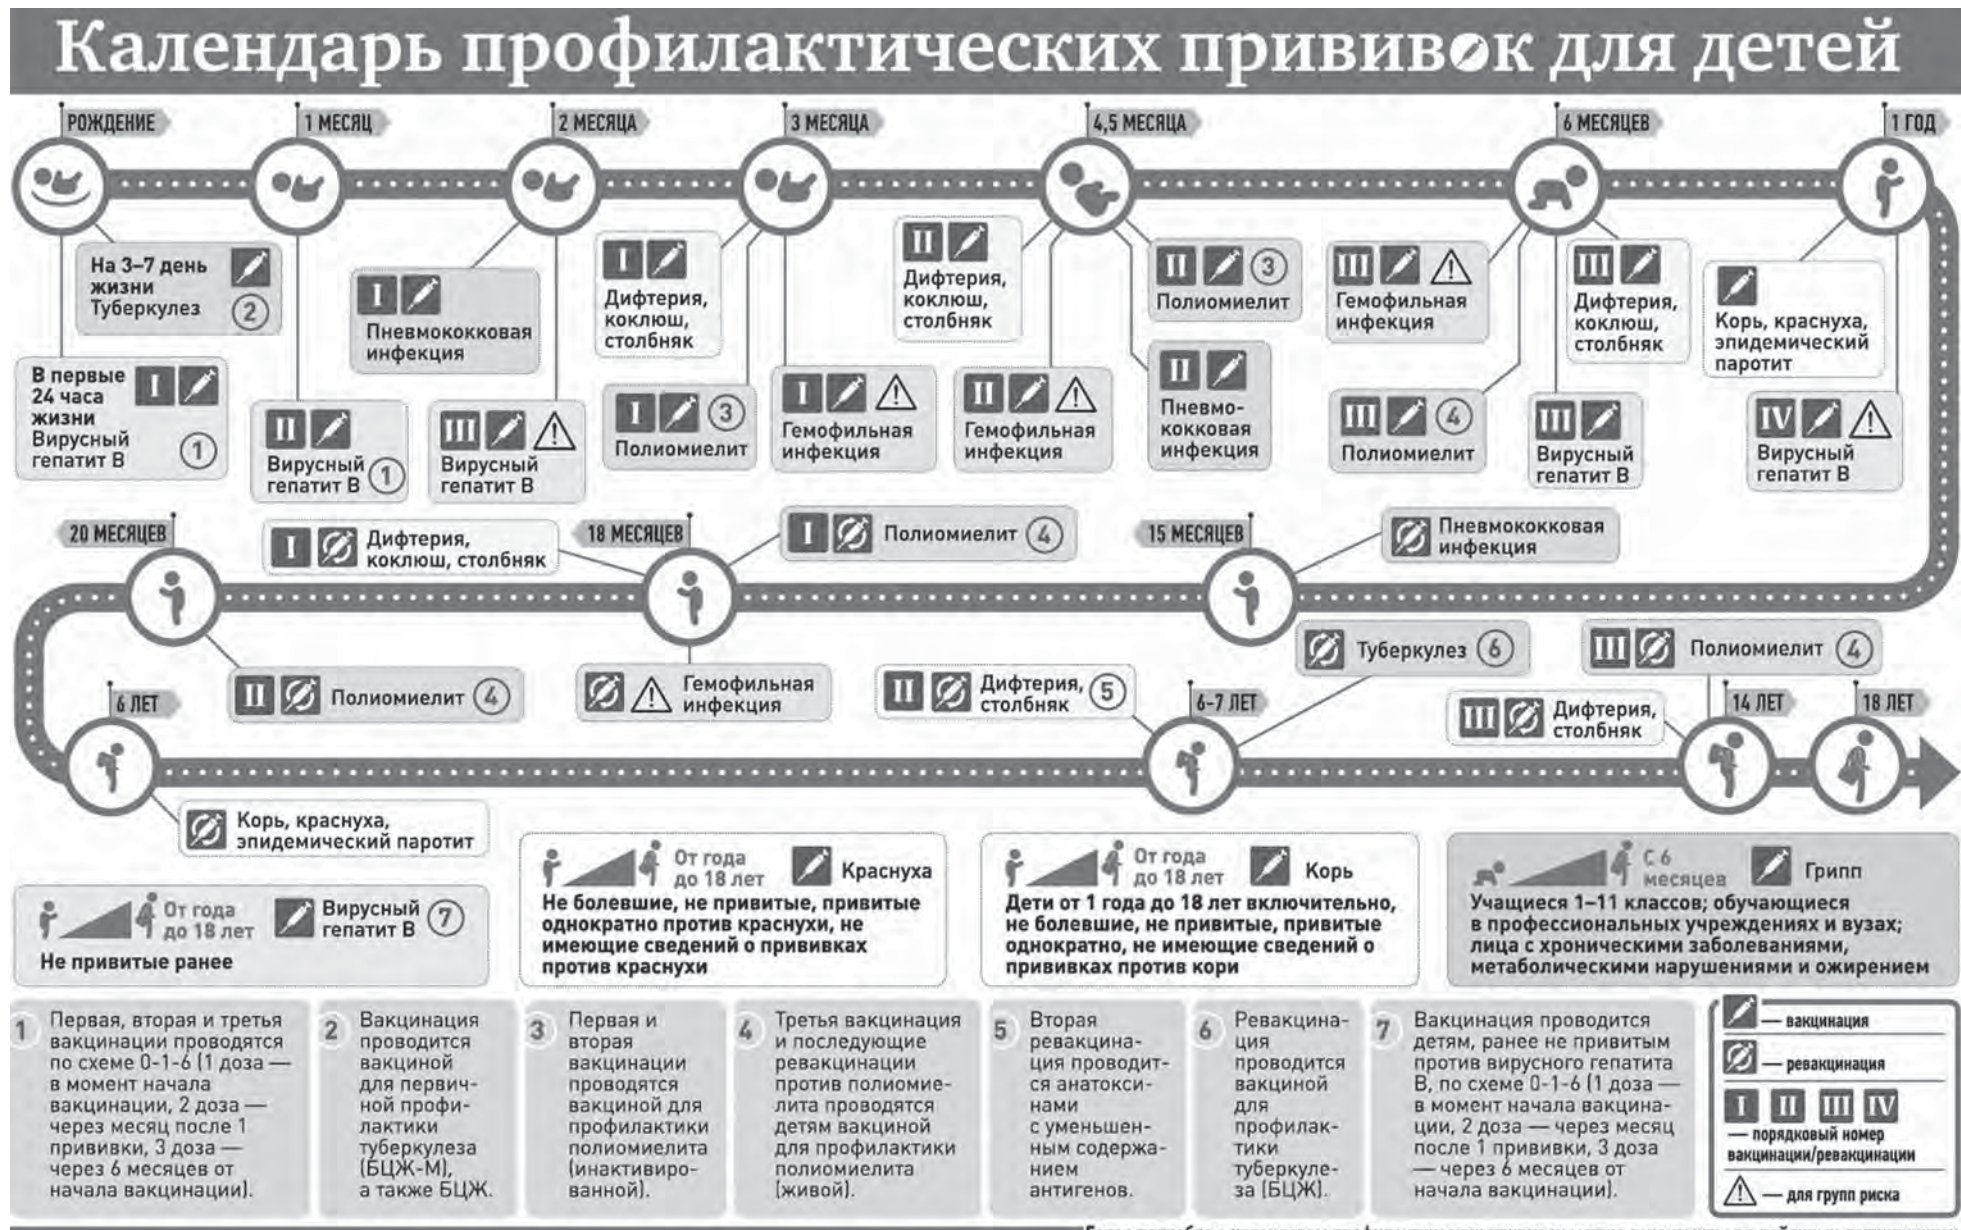 Календарь профилактических прививок для детей
РОЖДЕНИЕ
1 МЕСЯЦ
2 МЕСЯЦА
3 МЕСЯЦА
4,5 МЕСЯЦА
6 МЕСЯЦЕВ
1 ГОД
На 3–7 день
жизни
Туберкулез
2
В первые
24 часа
жизни
I
Вирусный
гепатит В
1
II
Вирусный
гепатит В
1
I
Пневмококковая
инфекция
III
Вирусный
гепатит В
I
Дифтерия,
коклюш,
столбняк
I
3
Полиомиелит
I
Гемофильная
инфекция
II
Дифтерия,
коклюш,
столбняк
II
Гемофильная
инфекция
II
3
Полиомиелит
II
Пневмо-
кокковая
инфекция
III
Гемофильная
инфекция
III
4
Полиомиелит
III
Дифтерия,
коклюш,
столбняк
III
Вирусный
гепатит В
Корь, краснуха,
эпидемический
паротит
IV
Вирусный
гепатит В
20 МЕСЯЦЕВ
I
Дифтерия,
коклюш, столбняк
18 МЕСЯЦЕВ
I
Полиомиелит 4
15 МЕСЯЦЕВ
Пневмококковая
инфекция
II
Полиомиелит 4
Гемофильная
инфекция
6 ЛЕТ
Корь, краснуха,
эпидемический паротит
II
Дифтерия,
столбняк
5
6-7 ЛЕТ
Туберкулез 6
III
Полиомиелит 4
III
Дифтерия,
столбняк
14 ЛЕТ
18 ЛЕТ
От года
до 18 лет
Вирусный
гепатит В
7
Не привитые ранее
От года
до 18 лет
Краснуха
Не болевшие, не привитые, привитые
однократно против краснухи, не
имеющие сведений о прививках
против краснухи
От года
до 18 лет
Корь
Дети от 1 года до 18 лет включительно,
не болевшие, не привитые, привитые
однократно, не имеющие сведений о
прививках против кори
С 6
месяцев
Грипп
Учащиеся 1–11 классов; обучающиеся
в профессиональных учреждениях и вузах;
лица с хроническими заболеваниями,
метаболическими нарушениями и ожирением
1
Первая, вторая и третья
вакцинации проводятся
по схеме 0-1-6 (1 доза —
в момент начала
вакцинации, 2 доза —
через месяц после 1
прививки, 3 доза —
через 6 месяцев от
начала вакцинации).
2
Вакцинация
проводится
вакциной
для первич-
ной профи-
лактики
туберкулеза
(БЦЖ-М),
а также БЦЖ.
3
Первая и
вторая
вакцинации
проводятся
вакциной для
профилактики
полиомиелита
(инактивиро-
ванной).
4
Третья вакцинация
и последующие
ревакцинации
против полиомие-
лита проводятся
детям вакциной
для профилактики
полиомиелита
(живой).
5
Вторая
ревакцина-
ция проводит-
ся анатокси-
нами
с уменьшен-
ным содержа-
нием
антигенов.
6
Ревакцина-
ция
проводится
вакциной
для
профилак-
тики
туберкуле-
за (БЦЖ).
7
Вакцинация проводится
детям, ранее не привитым
против вирусного гепатита
В, по схеме 0-1-6 (1 доза —
в момент начала вакцина-
ции, 2 доза — через месяц
после 1 прививки, 3 доза
— через 6 месяцев от
начала вакцинации).
— вакцинация
— ревакцинация
I II III IV
— порядковый номер
вакцинации/ревакцинации
— для групп риска